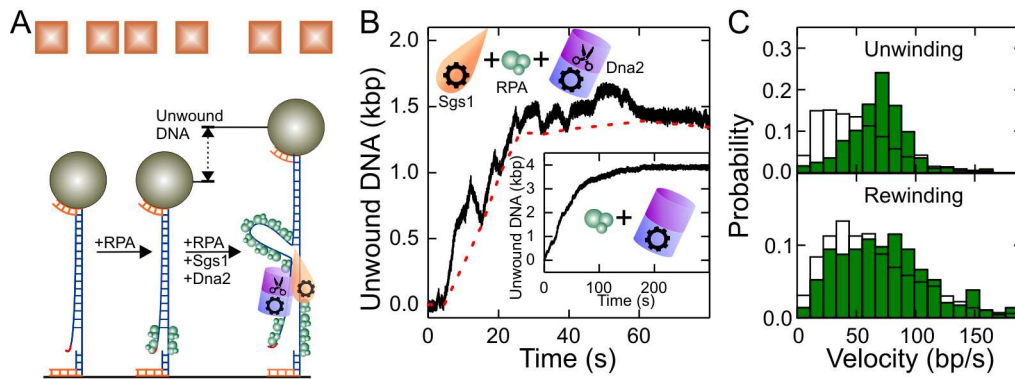 A
Unwound
DNA
+RPA
+RPA
+Sgs1
+Dna2
B
Unwound DNA (kbp)
2.0
1.5
1.0
0.5
0.0
Sgs1
+
RPA
+
Dna2
Unwound DNA (kbp)
4
3
2
1
0
+
0 100 200
Time (s)
0 20 40 60
Time (s)
C
Probability
Unwinding
0.3
0.1
0.0
Rewinding
0.1
0.0
0 50 100 150
Velocity (bp/s)